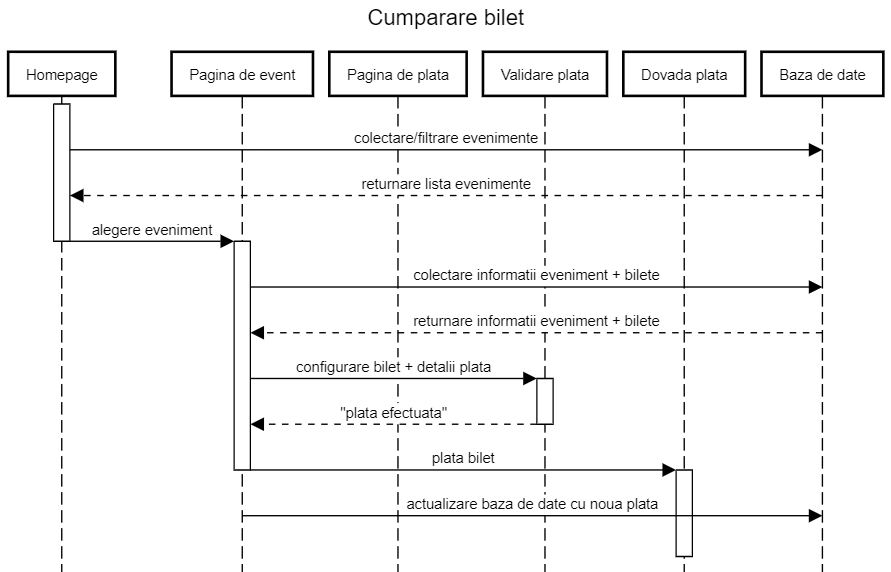 Cumparare bilet
Homepage
Pagina de event
Pagina de plata
Validare plata
Dovada plata
Baza de date
colectare/filtrare evenimente
returnare lista evenimente
alegere eveniment
colectare informatii eveniment + bilete
returnare informatii eveniment + bilete
configurare bilet + detalii plata
"plata efectuata"
plata bilet
actualizare baza de date cu noua plata